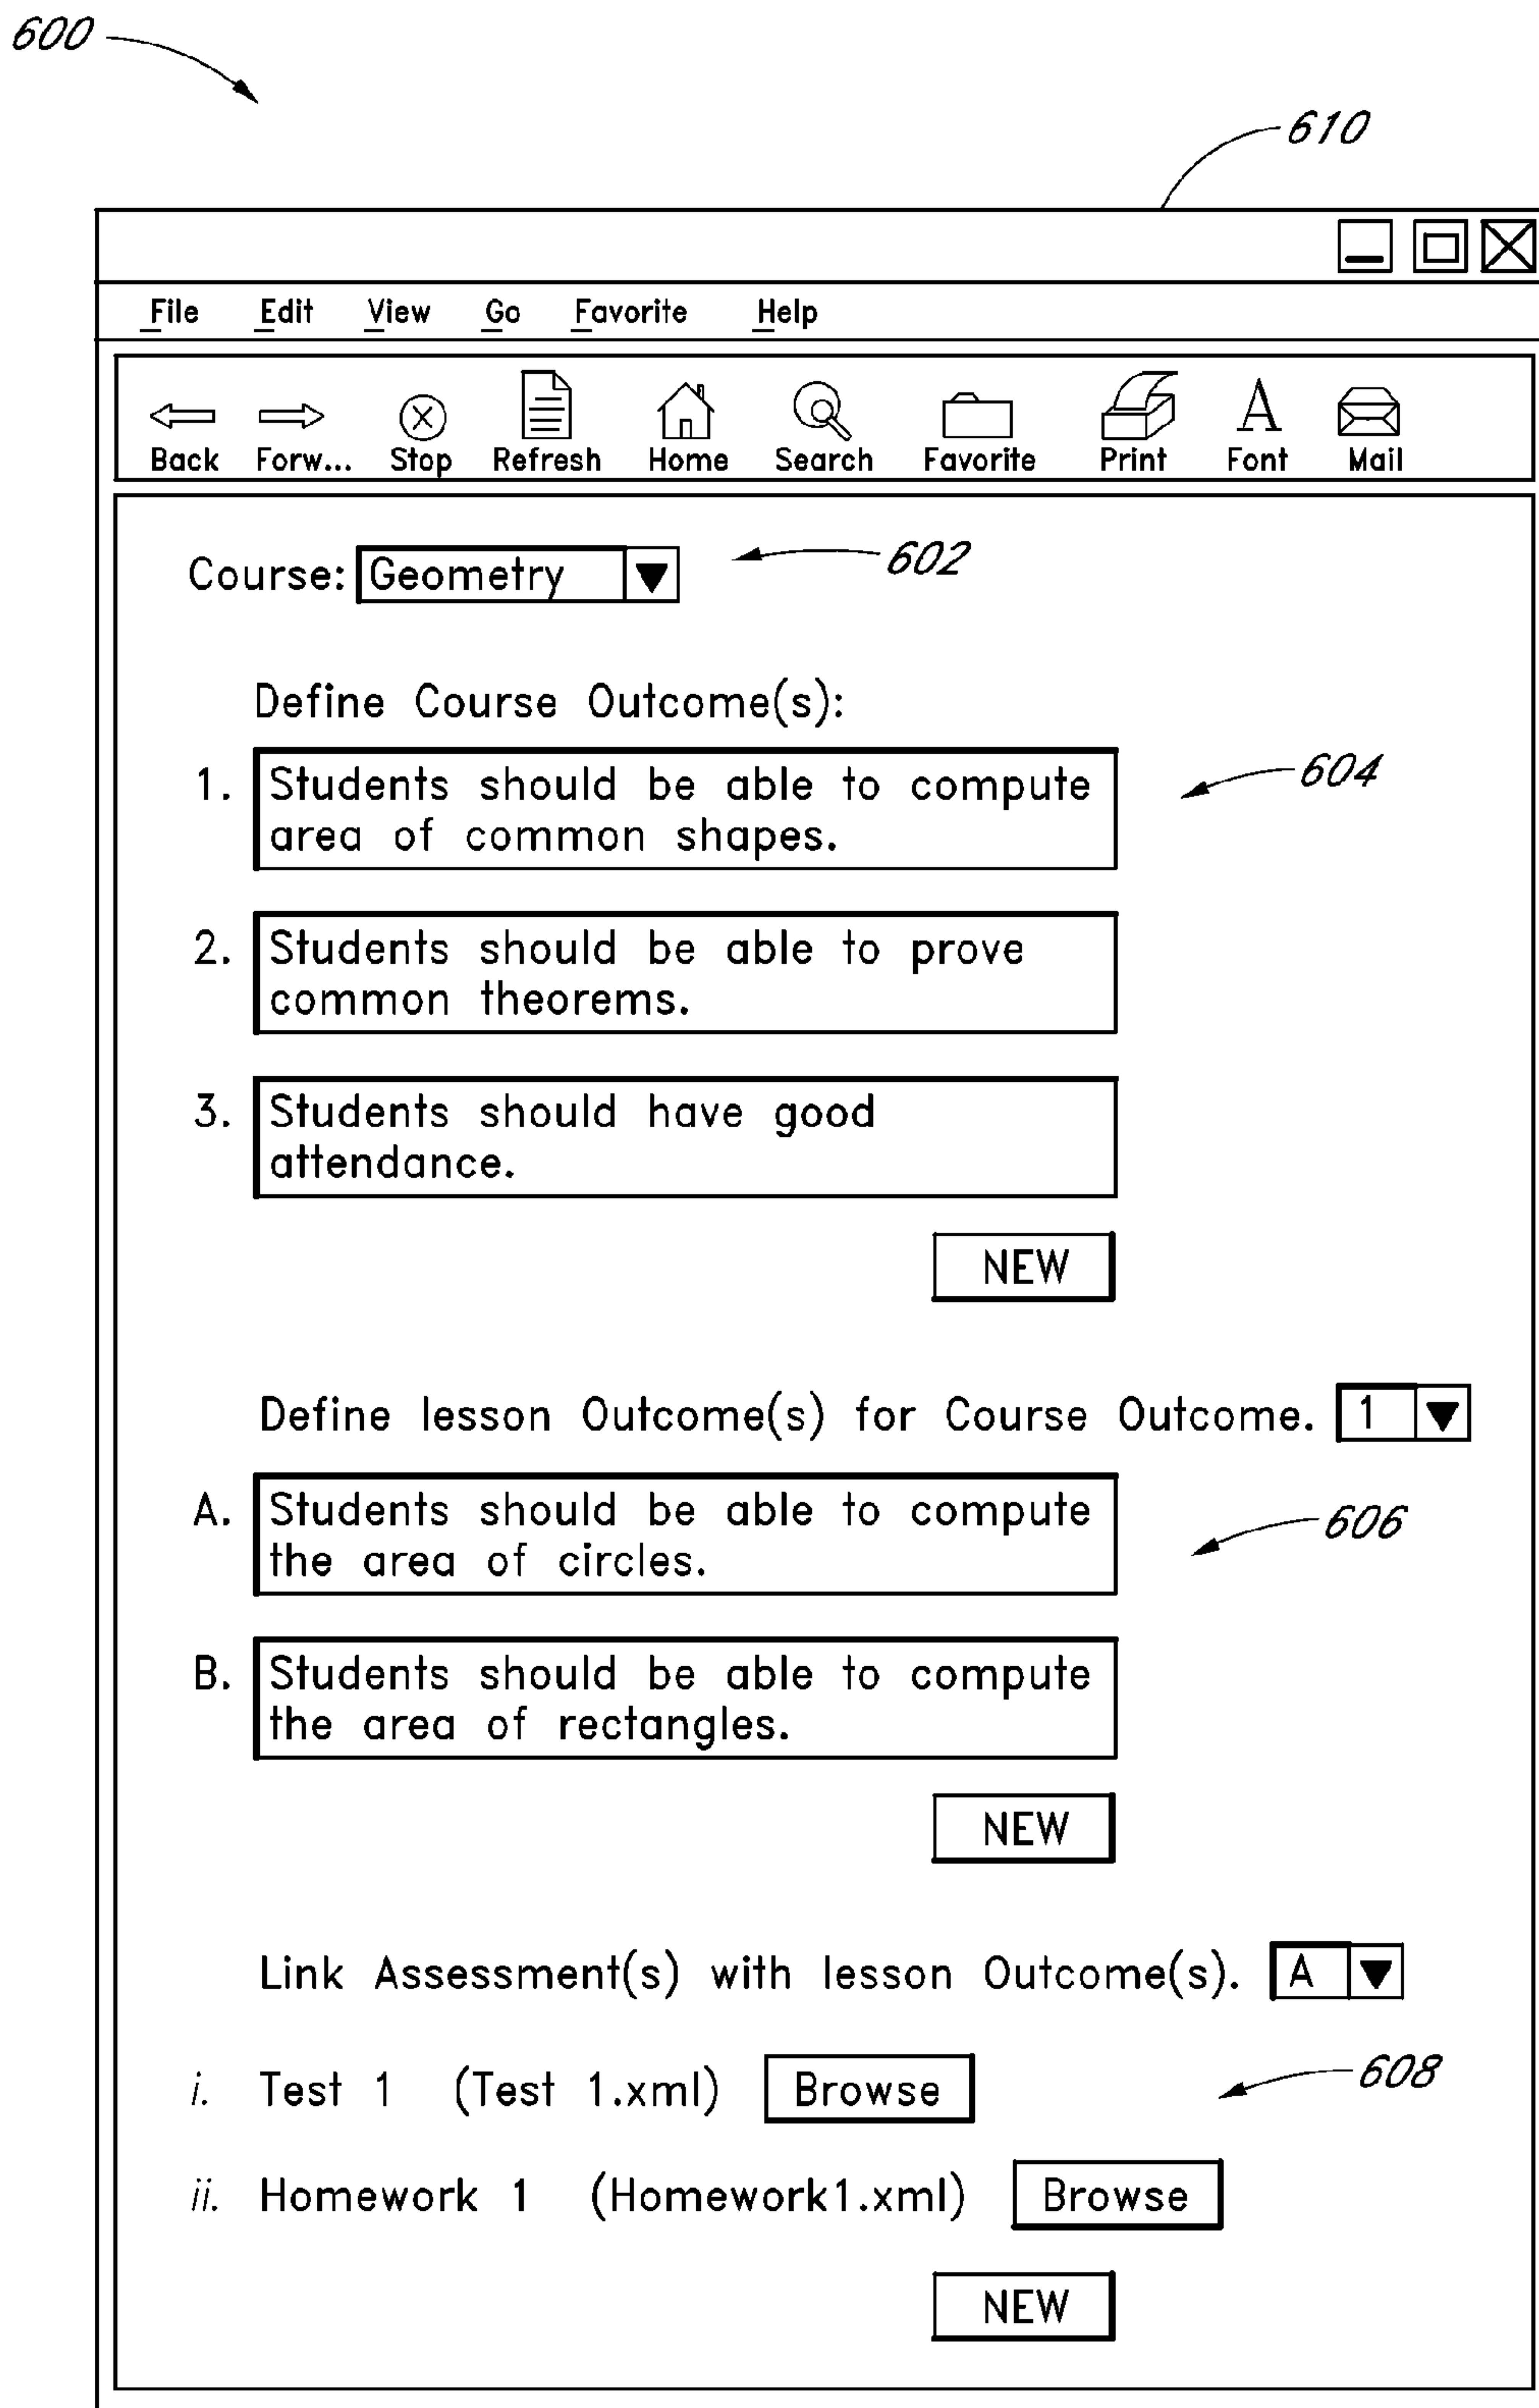 600
610
File Edit View Go Favorite Help
Back Forw... Stop Refresh Home Search Favorite Print Font Mail
Course: Geometry 602
Define Course Outcome(s):
1. Students should be able to compute 604
area of common shapes.
2. Students should be able to prove
common theorems.
3. Students should have good
attendance.
NEW
Define lesson Outcome(s) for Course Outcome. 1
A. Students should be able to compute 606
the area of circles.
B. Students should be able to compute
the area of rectangles.
NEW
Link Assessment(s) with lesson Outcome(s). A
i. Test 1 (Test 1.xml) Browse 608
ii. Homework 1 (Homework1.xml) Browse
NEW